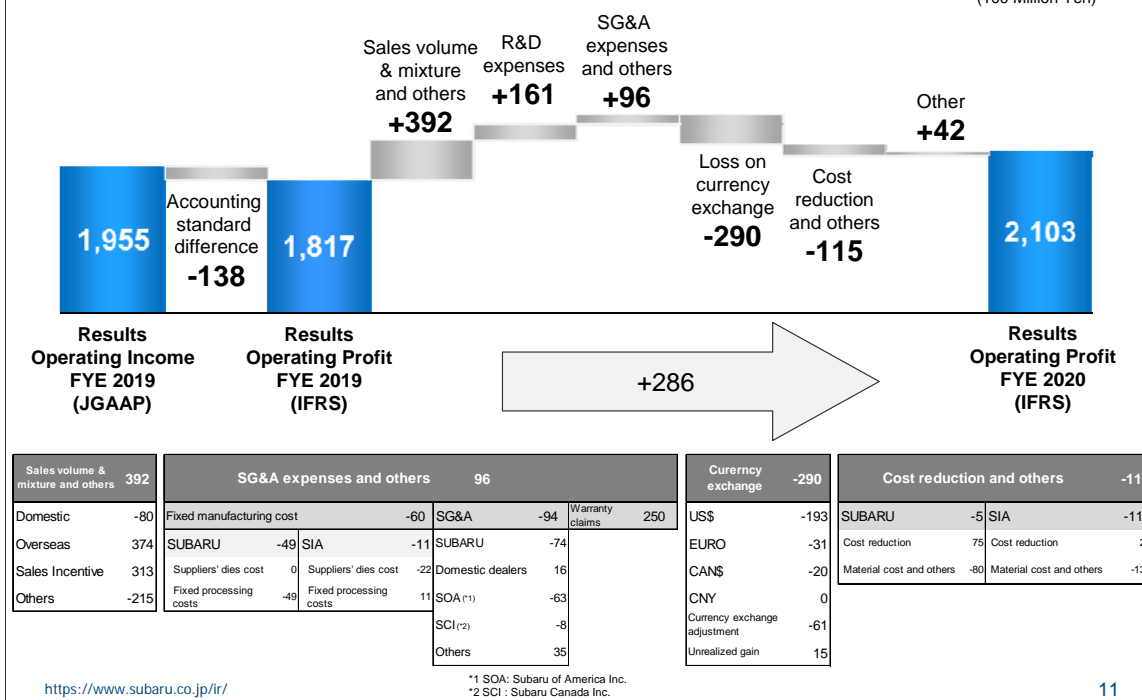 SG&A
expenses
and others
+96
Sales volume
& mixture
and others
+392
R&D
expenses
+161
Other
+42
Accounting
standard
difference
-138
Loss on
currency
exchange
-290
Cost
reduction
and others
-115
1,955
1,817
2,103
Results
Operating Income
FYE 2019
(JGAAP)
Results
Operating Profit
FYE 2019
(IFRS)
+286
Results
Operating Profit
FYE 2020
(IFRS)
Sales volume &
mixture and others 392
Domestic -80
Overseas 374
Sales Incentive 313
Others -215
SG&A expenses and others 96
Fixed manufacturing cost -60
SUBARU -49 SIA -11
Suppliers' dies cost 0 Suppliers' dies cost -22
Fixed processing
costs -49
Fixed processing
costs 11
SG&A -94
SUBARU -74
Domestic dealers 16
SOA (*1) -63
SCI (*2) -8
Others 35
Warranty
claims 250
Curerncy
exchange -290
US$ -193
EURO -31
CAN$ -20
CNY 0
Currency exchange
adjustment -61
Unrealized gain 15
Cost reduction and others
SUBARU -5 SIA
Cost reduction 75 Cost reduction
Material cost and others -80 Material cost and others
https://www.subaru.co.jp/ir/
*1 SOA: Subaru of America Inc.
*2 SCI : Subaru Canada Inc.
11